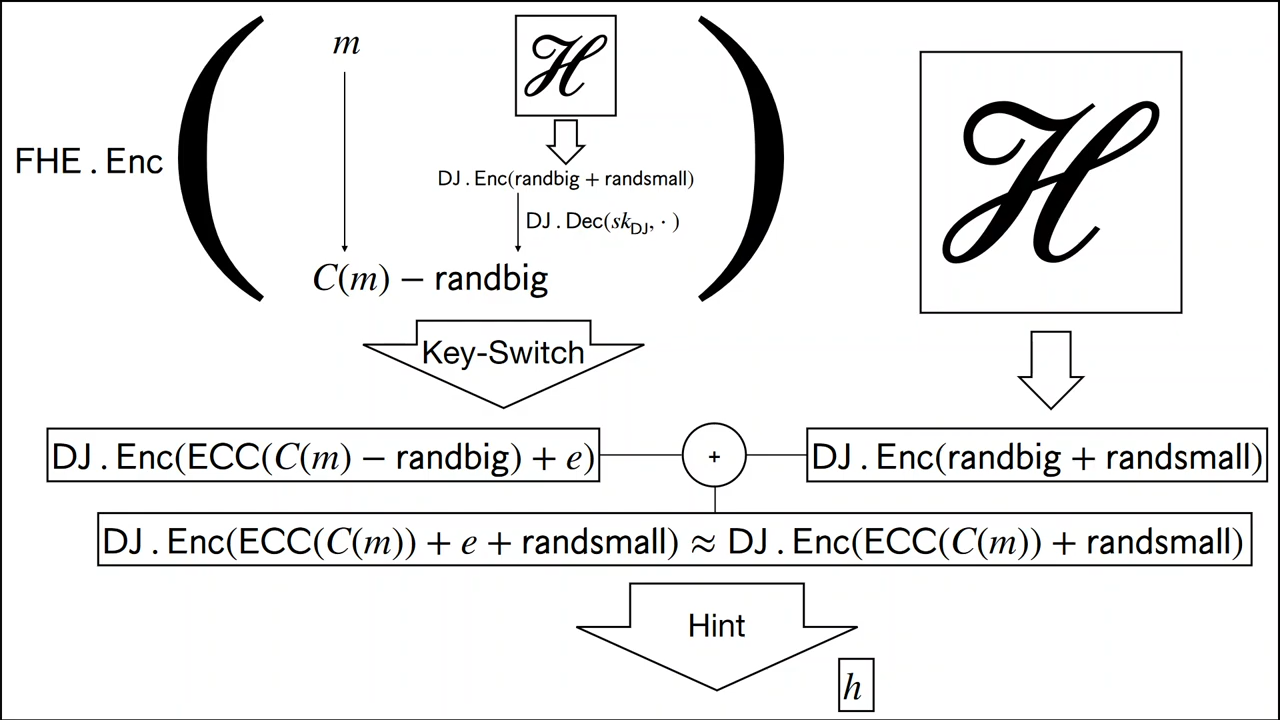 m
ℋ
FHE . Enc
DJ . Enc(randbig + randsmall)
DJ . Dec(sk_DJ, · )
C(m) − randbig
ℋ
Key-Switch
DJ . Enc(ECC(C(m) − randbig) + e)
+
DJ . Enc(randbig + randsmall)
DJ . Enc(ECC(C(m)) + e + randsmall) ≈ DJ . Enc(ECC(C(m)) + randsmall)
Hint
h